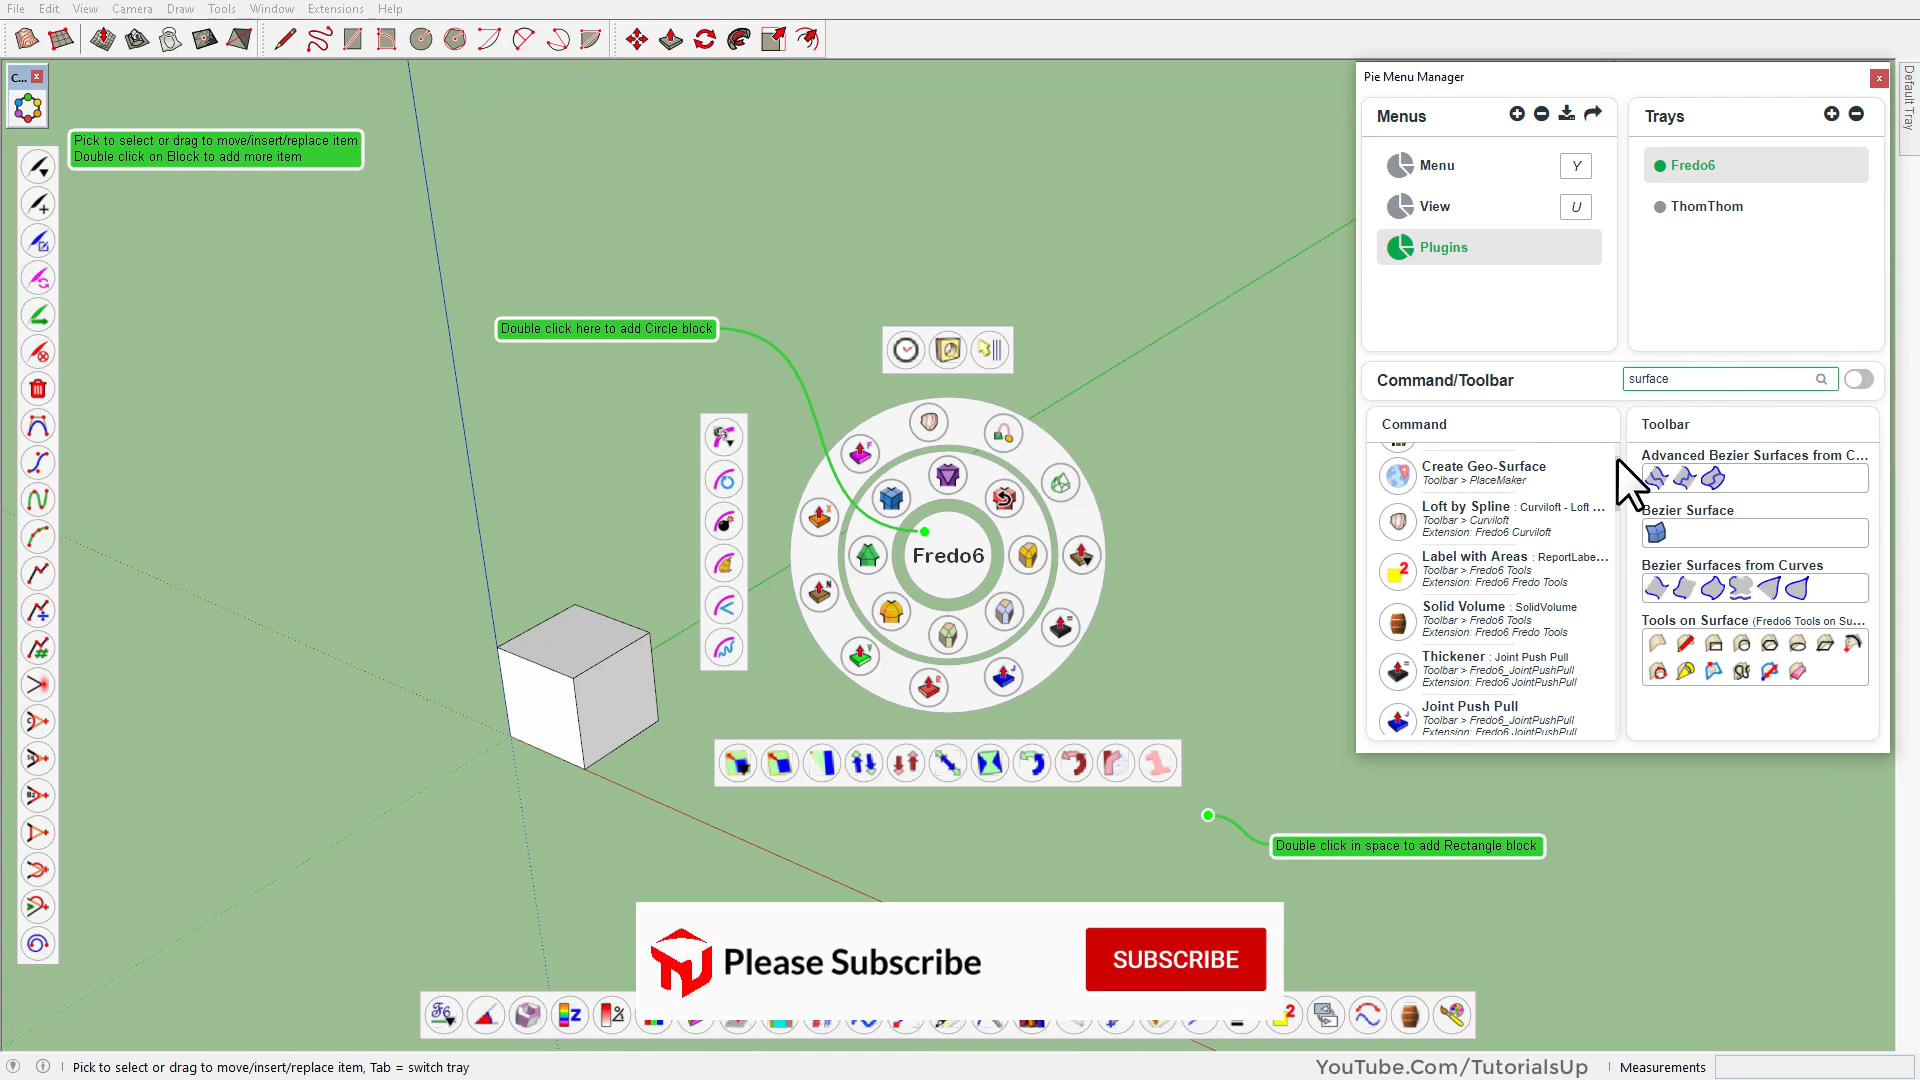 File Edit View Camera Draw Tools Window Extensions Help
Pie Menu Manager
C...
Default Tray
Menus
Trays
Pick to select or drag to move/insert/replace item
Double click on Block to add more item
Menu Y
View U
Plugins
Fredo6
ThomThom
Double click here to add Circle block
Command/Toolbar
surface
Command
Toolbar
Create Geo-Surface
Toolbar > PlaceMaker
Loft by Spline : Curviloft - Loft ...
Toolbar > Curviloft
Extension: Fredo6 Curviloft
Label with Areas : ReportLabe...
Toolbar > Fredo6 Tools
Extension: Fredo6 Fredo Tools
Solid Volume : SolidVolume
Toolbar > Fredo6 Tools
Extension: Fredo6 Fredo Tools
Thickener : Joint Push Pull
Toolbar > Fredo6_JointPushPull
Extension: Fredo6 JointPushPull
Joint Push Pull
Toolbar > Fredo6_JointPushPull
Extension: Fredo6 JointPushPull
Advanced Bezier Surfaces from C...
Bezier Surface
Bezier Surfaces from Curves
Tools on Surface (Fredo6 Tools on Su...
Fredo6
Double click in space to add Rectangle block
Please Subscribe
SUBSCRIBE
Pick to select or drag to move/insert/replace item, Tab = switch tray
YouTube.Com/TutorialsUp
Measurements